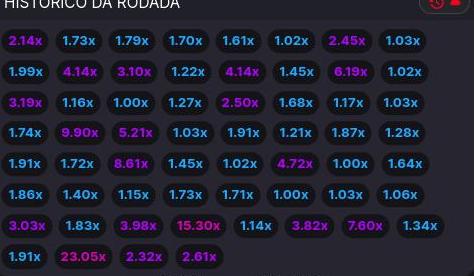 HISTÓRICO DA RODADA
2.14x 1.73x 1.79x 1.70x 1.61x 1.02x 2.45x 1.03x
1.99x 4.14x 3.10x 1.22x 4.14x 1.45x 6.19x 1.02x
3.19x 1.16x 1.00x 1.27x 2.50x 1.68x 1.17x 1.03x
1.74x 9.90x 5.21x 1.03x 1.91x 1.21x 1.87x 1.28x
1.91x 1.72x 8.61x 1.45x 1.02x 4.72x 1.00x 1.64x
1.86x 1.40x 1.15x 1.73x 1.71x 1.00x 1.03x 1.06x
3.03x 1.83x 3.98x 15.30x 1.14x 3.82x 7.60x 1.34x
1.91x 23.05x 2.32x 2.61x